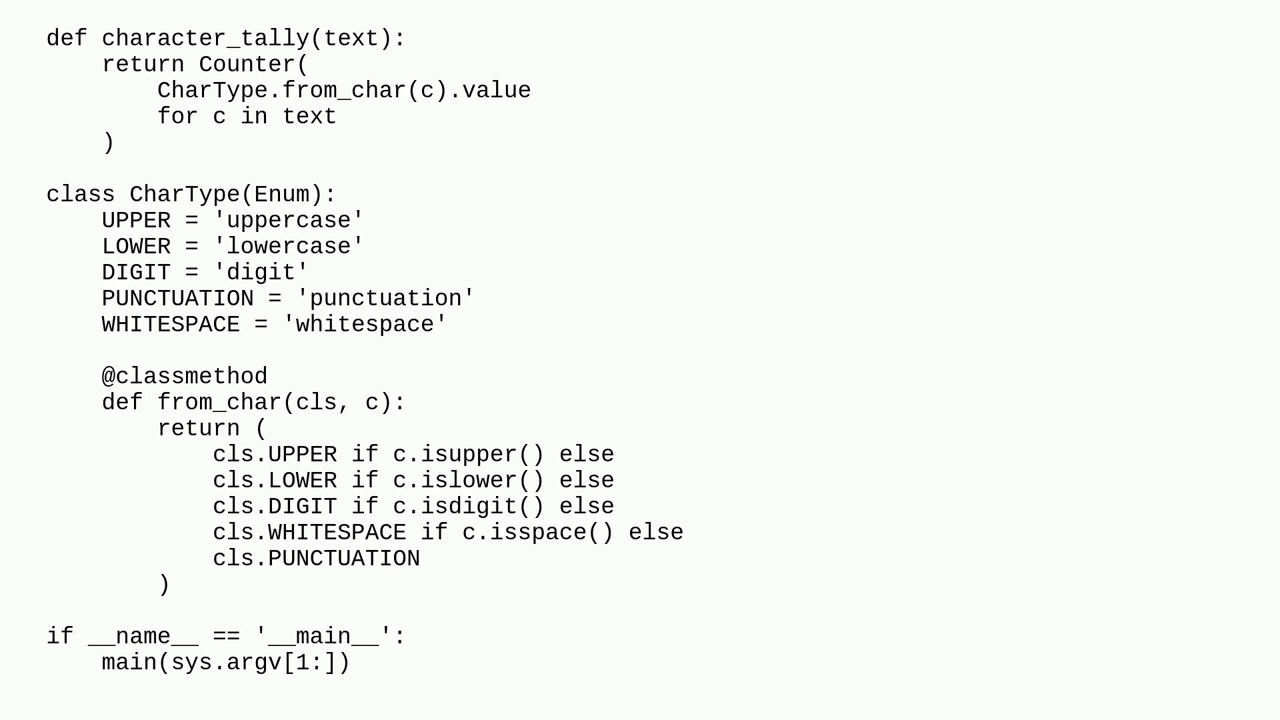 def character_tally(text):
    return Counter(
        CharType.from_char(c).value
        for c in text
    )

class CharType(Enum):
    UPPER = 'uppercase'
    LOWER = 'lowercase'
    DIGIT = 'digit'
    PUNCTUATION = 'punctuation'
    WHITESPACE = 'whitespace'

    @classmethod
    def from_char(cls, c):
        return (
            cls.UPPER if c.isupper() else
            cls.LOWER if c.islower() else
            cls.DIGIT if c.isdigit() else
            cls.WHITESPACE if c.isspace() else
            cls.PUNCTUATION
        )

if __name__ == '__main__':
    main(sys.argv[1:])